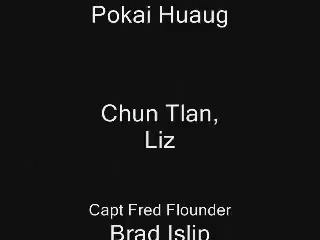 Pokai Huaug
Chun Tlan,
Liz
Capt Fred Flounder
Brad Islip